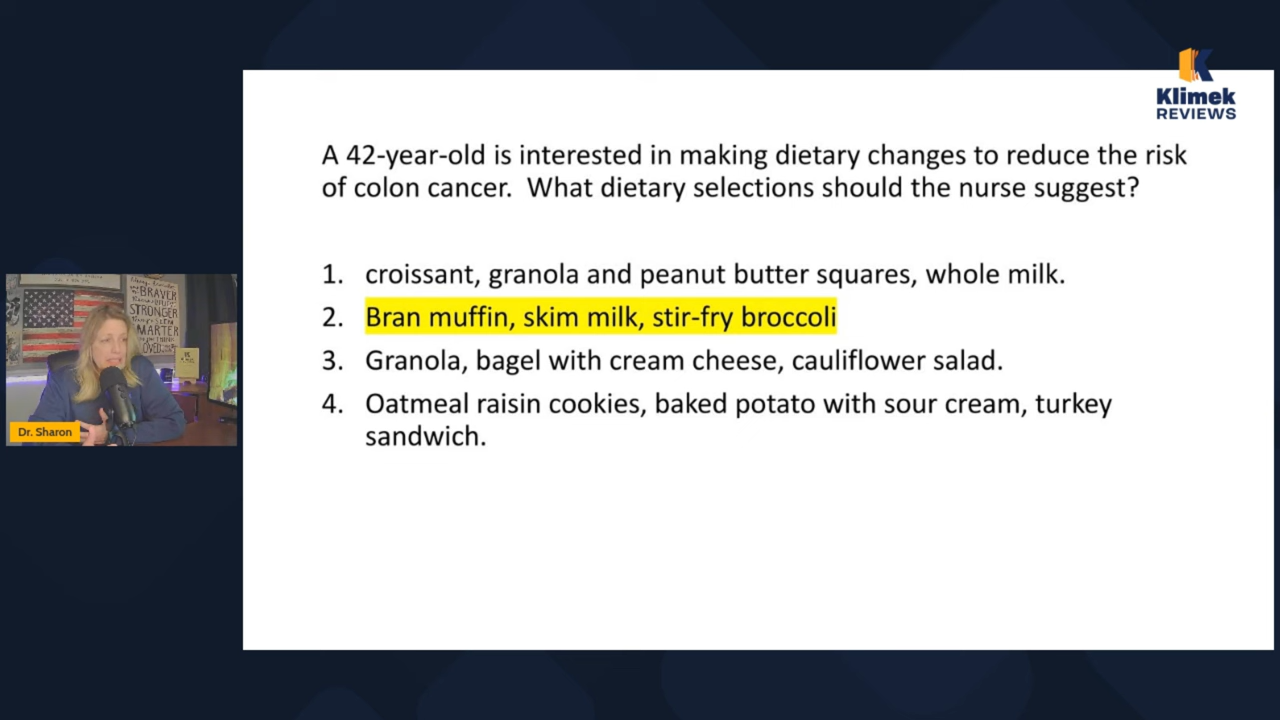 Klimek
REVIEWS
A 42-year-old is interested in making dietary changes to reduce the risk
of colon cancer.  What dietary selections should the nurse suggest?
1. croissant, granola and peanut butter squares, whole milk.
2. Bran muffin, skim milk, stir-fry broccoli
3. Granola, bagel with cream cheese, cauliflower salad.
4. Oatmeal raisin cookies, baked potato with sour cream, turkey
sandwich.
BRAVER
STRONGER
Dr. Sharon